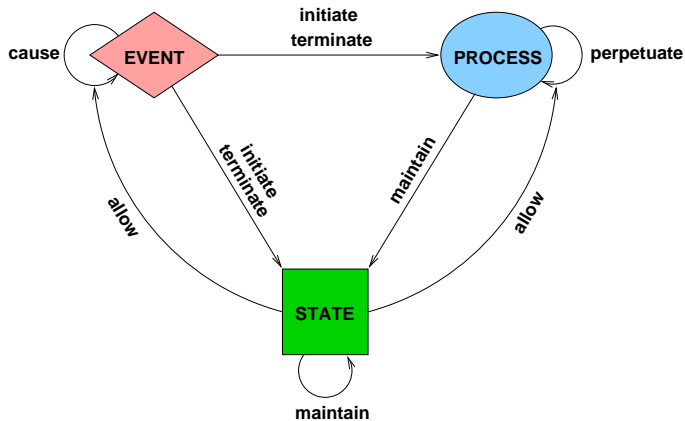 initiate
terminate
cause
EVENT
PROCESS
perpetuate
initiate
terminate
maintain
allow
allow
STATE
maintain